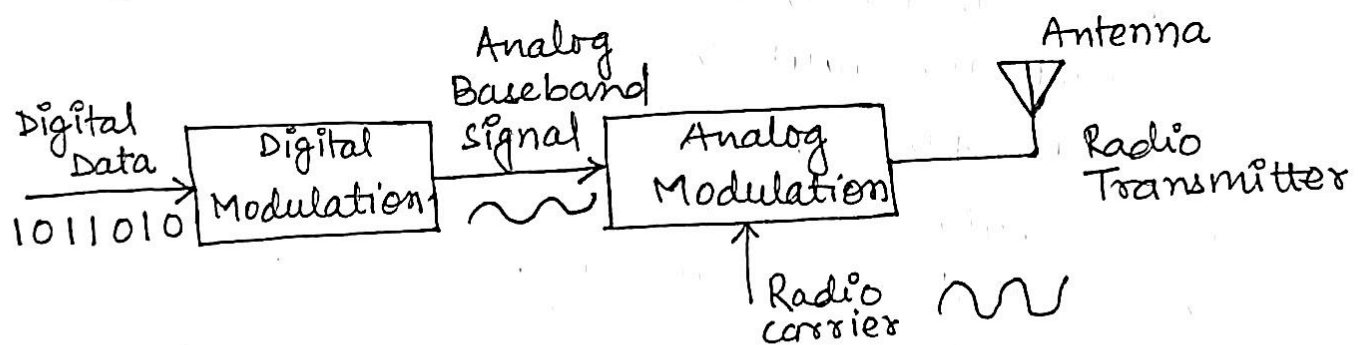 Digital
Data
1011010
Digital
Modulation
Analog
Baseband
signal
Analog
Modulation
Radio
carrier
Antenna
Radio
Transmitter